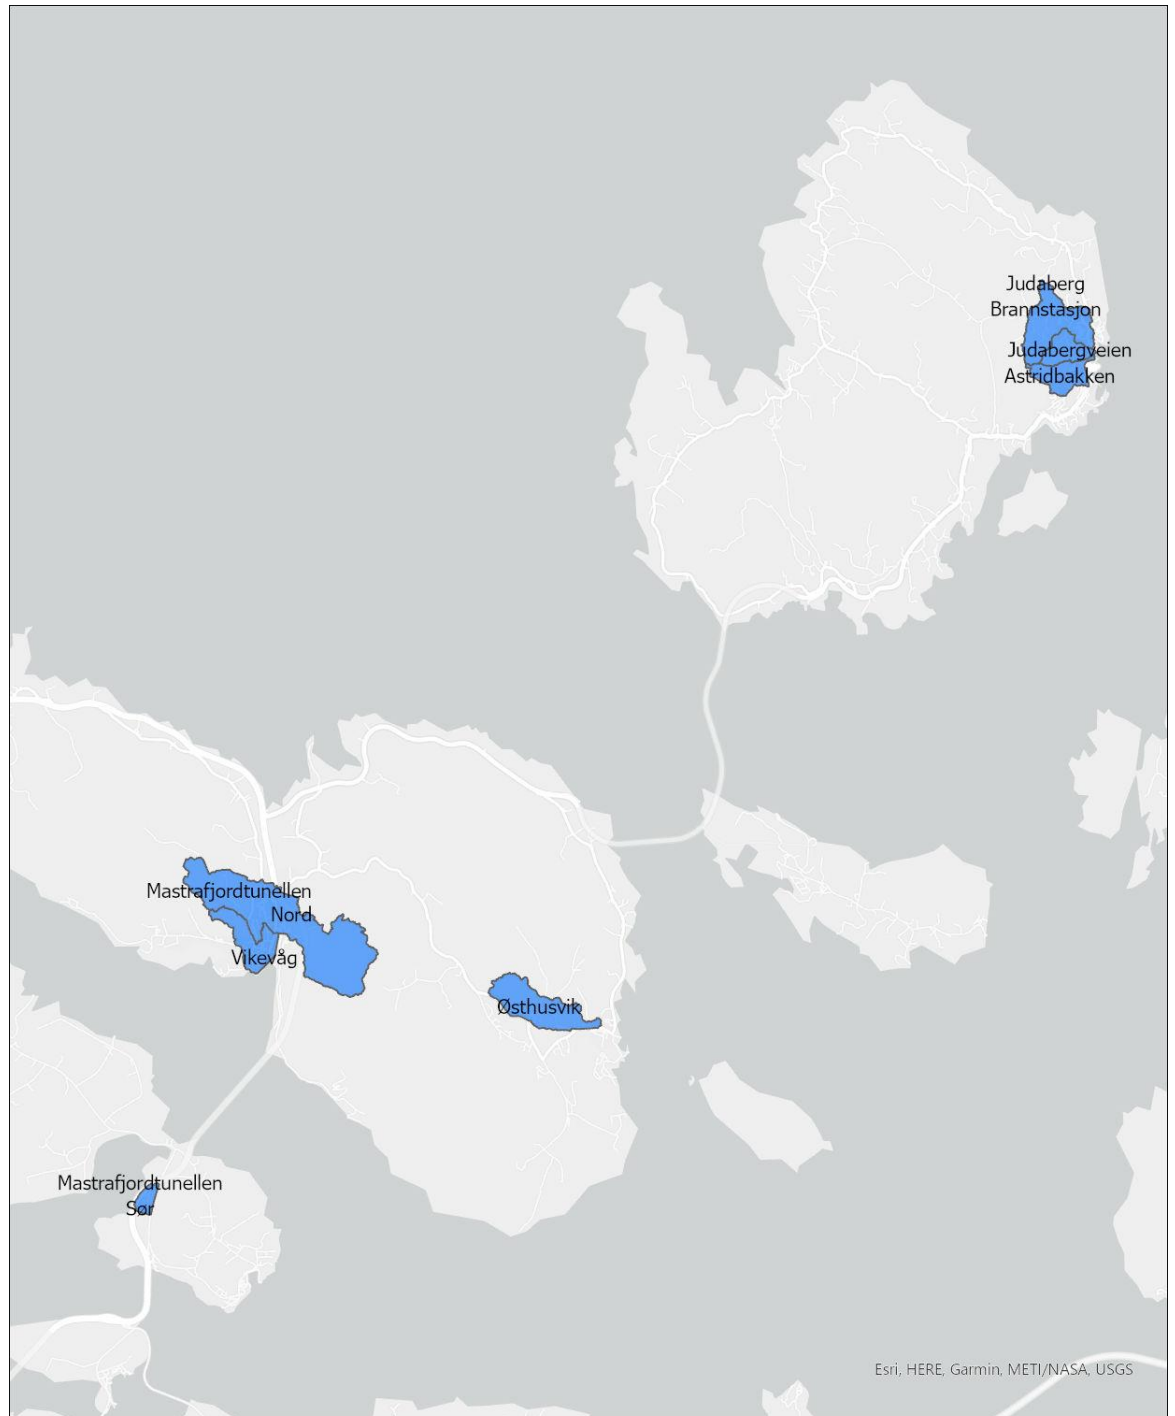 Judaberg
Brannstasjon
Judabergveien
Astridbakken
Mastrafjordtunellen
Nord
Vikevåg
Østhusvik
Mastrafjordtunellen
Sør
Esri, HERE, Garmin, METI/NASA, USGS